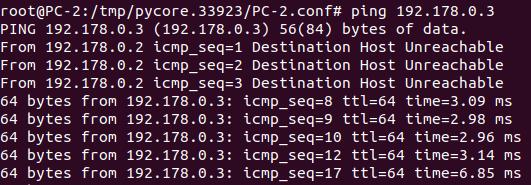 root@PC-2:/tmp/pycore.33923/PC-2.conf# ping 192.178.0.3
PING 192.178.0.3 (192.178.0.3) 56(84) bytes of data.
From 192.178.0.2 icmp_seq=1 Destination Host Unreachable
From 192.178.0.2 icmp_seq=2 Destination Host Unreachable
From 192.178.0.2 icmp_seq=3 Destination Host Unreachable
64 bytes from 192.178.0.3: icmp_seq=8 ttl=64 time=3.09 ms
64 bytes from 192.178.0.3: icmp_seq=9 ttl=64 time=2.98 ms
64 bytes from 192.178.0.3: icmp_seq=10 ttl=64 time=2.96 ms
64 bytes from 192.178.0.3: icmp_seq=12 ttl=64 time=3.14 ms
64 bytes from 192.178.0.3: icmp_seq=17 ttl=64 time=6.85 ms